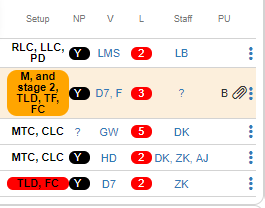 Setup NP V L Staff PU
RLC, LLC, PD Y LMS 2 LB
M, and stage 2, TLD, TF, FC Y D7, F 3 ? B
MTC, CLC ? GW 5 DK
MTC, CLC Y HD 2 DK, ZK, AJ
TLD, FC Y D7 2 ZK